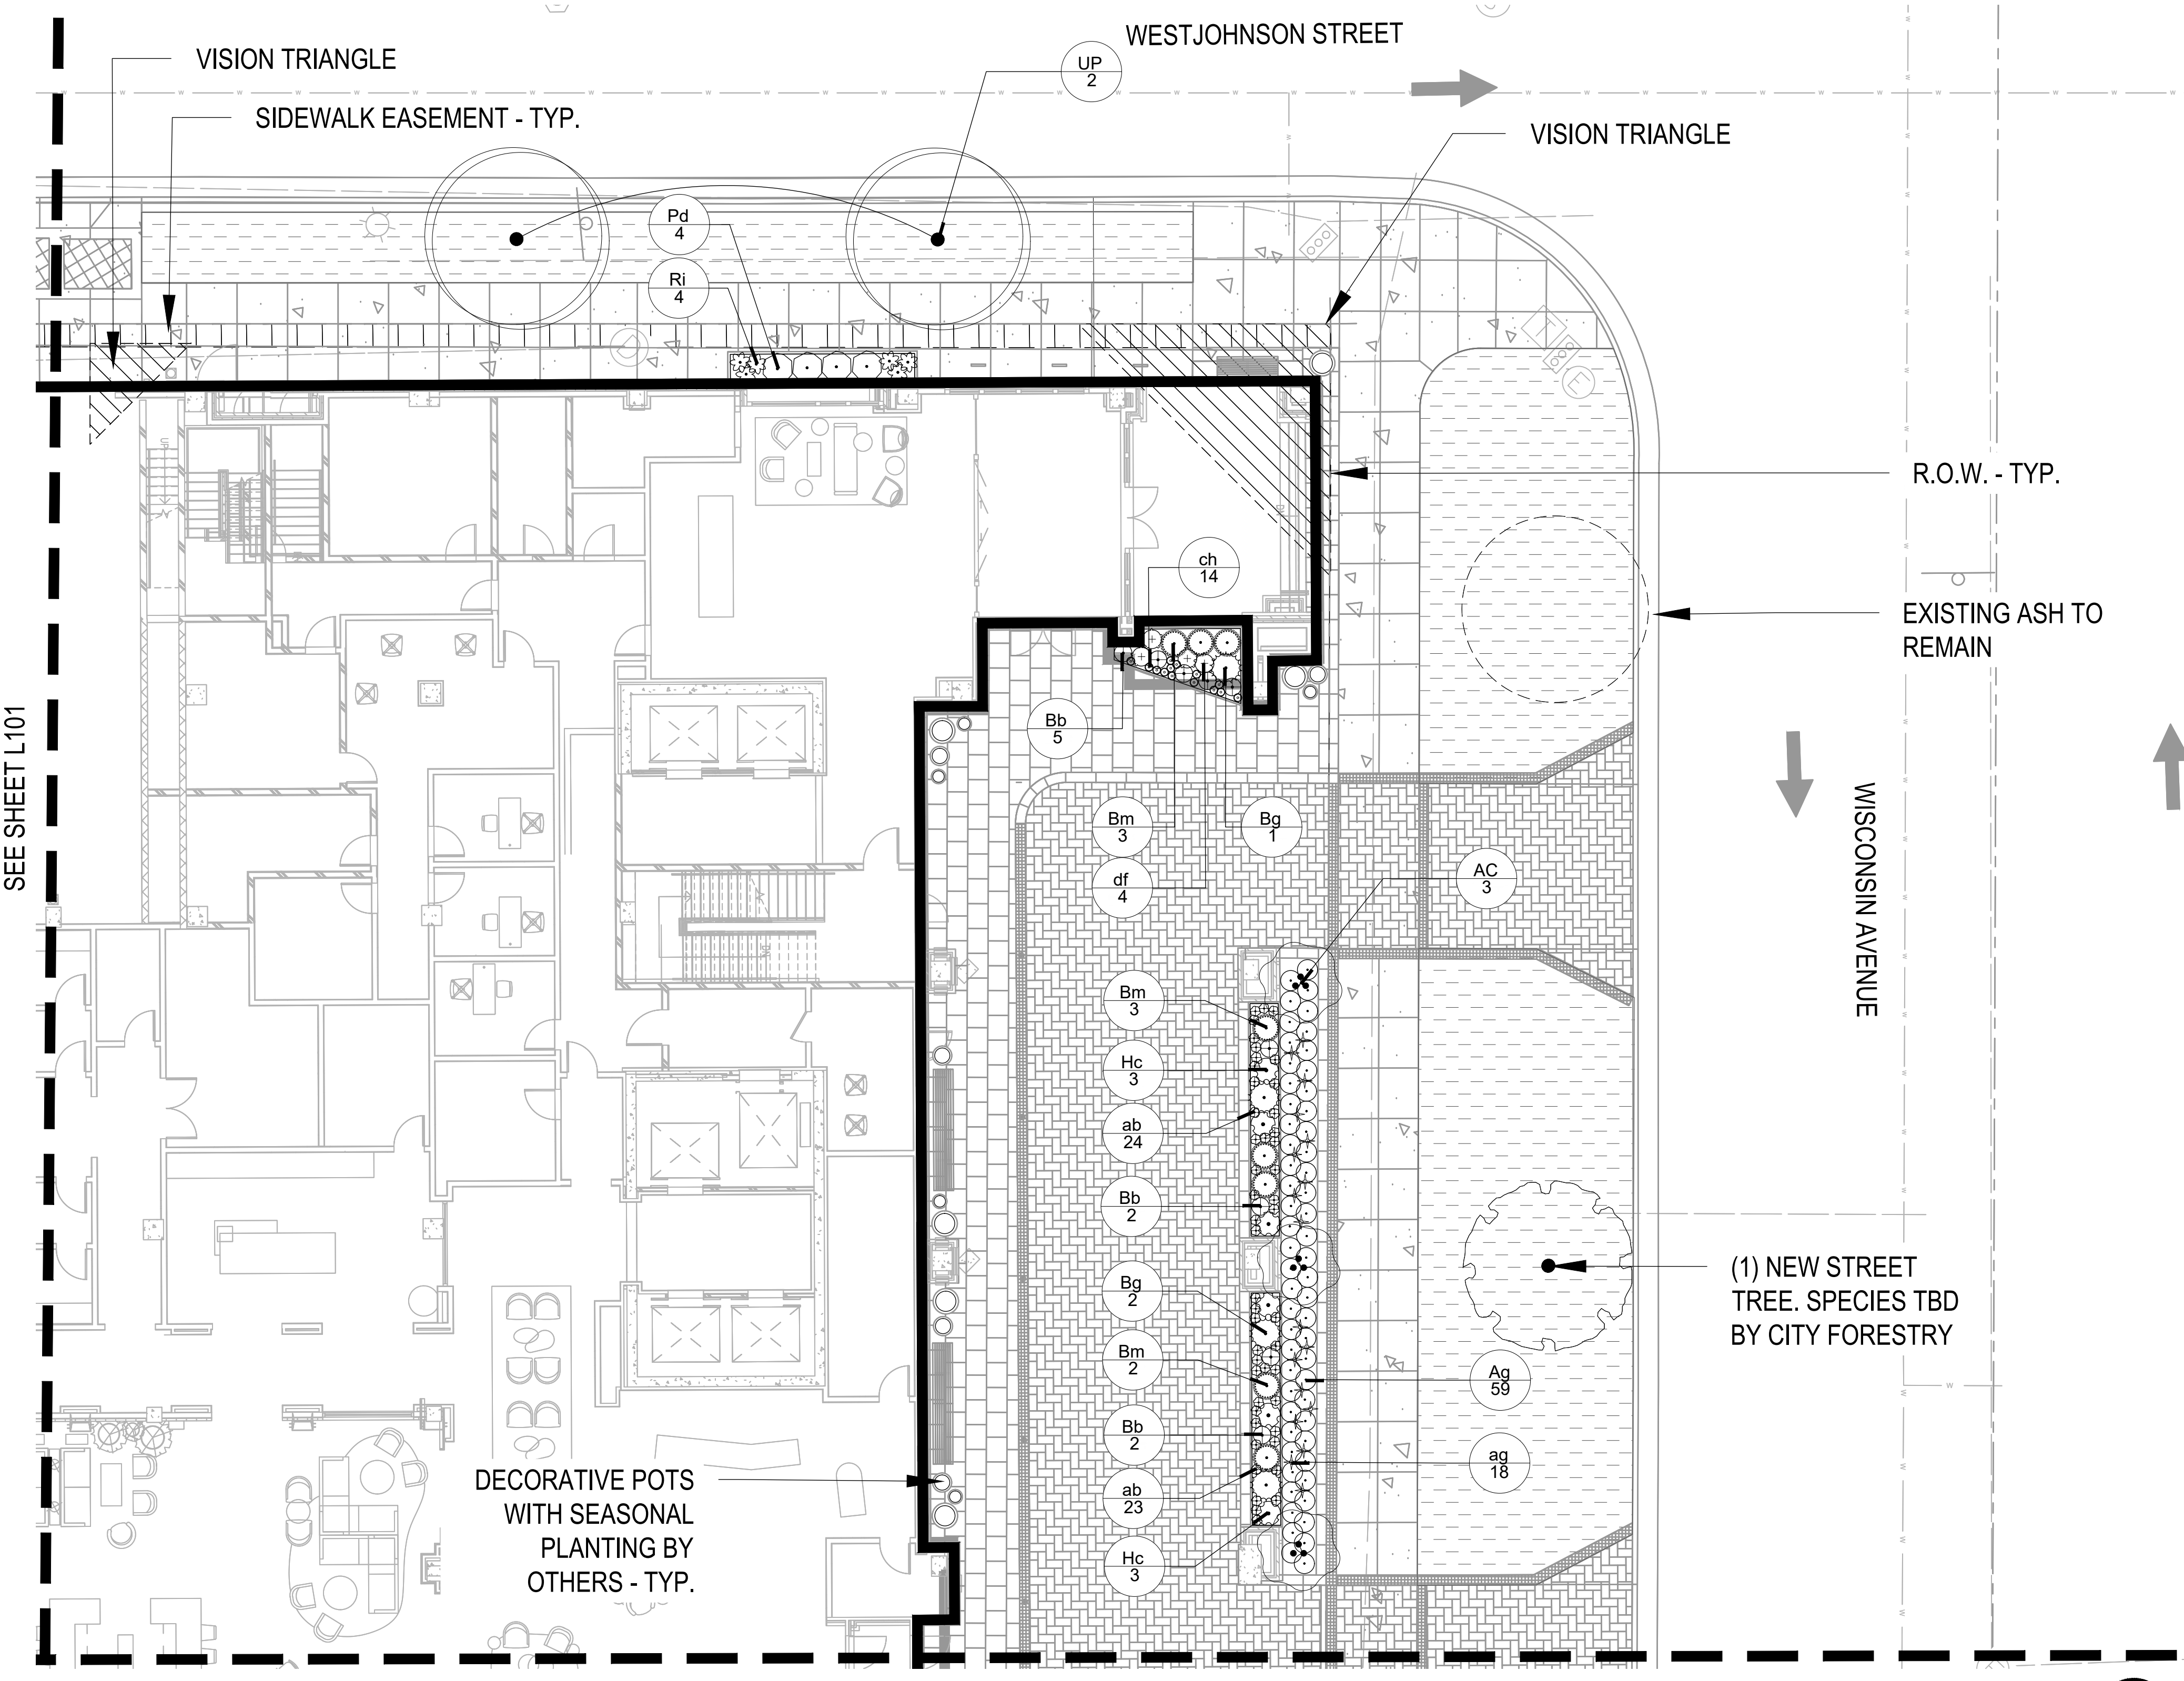 WESTJOHNSON STREET
VISION TRIANGLE
UP
2
SIDEWALK EASEMENT - TYP.
VISION TRIANGLE
Pd
4
Ri
4
R.O.W. - TYP.
ch
14
EXISTING ASH TO
REMAIN
SEE SHEET L101
Bb
5
WISCONSIN AVENUE
Bm
3
Bg
1
df
4
AC
3
Bm
3
Hc
3
ab
24
Bb
2
(1) NEW STREET
TREE. SPECIES TBD
BY CITY FORESTRY
Bg
2
Bm
2
Ag
59
Bb
2
ag
18
DECORATIVE POTS
WITH SEASONAL
PLANTING BY
OTHERS - TYP.
ab
23
Hc
3